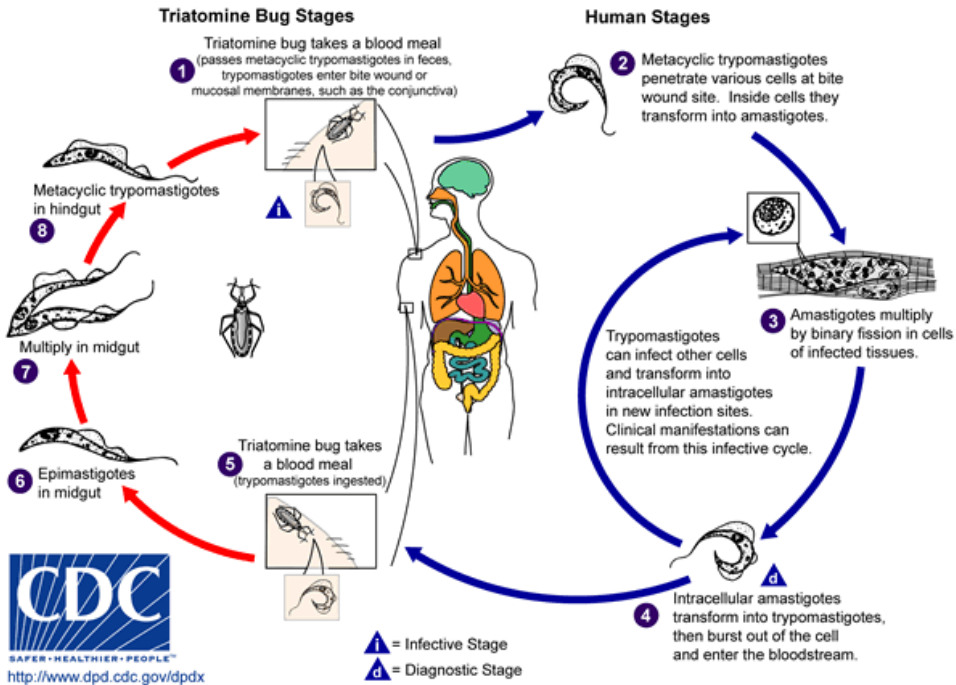 Triatomine Bug Stages
Human Stages
Triatomine bug takes a blood meal
(passes metacyclic trypomastigotes in feces,
trypomastigotes enter bite wound or
mucosal membranes, such as the conjunctiva)
1
i
2
Metacyclic trypomastigotes
penetrate various cells at bite
wound site. Inside cells they
transform into amastigotes.
3
Amastigotes multiply
by binary fission in cells
of infected tissues.
Trypomastigotes
can infect other cells
and transform into
intracellular amastigotes
in new infection sites.
Clinical manifestations can
result from this infective cycle.
d
4
Intracellular amastigotes
transform into trypomastigotes,
then burst out of the cell
and enter the bloodstream.
5
Triatomine bug takes
a blood meal
(trypomastigotes ingested)
6
Epimastigotes
in midgut
Multiply in midgut
7
Metacyclic trypomastigotes
in hindgut
8
i = Infective Stage
d = Diagnostic Stage
CDC
SAFER • HEALTHIER • PEOPLE™
http://www.dpd.cdc.gov/dpdx